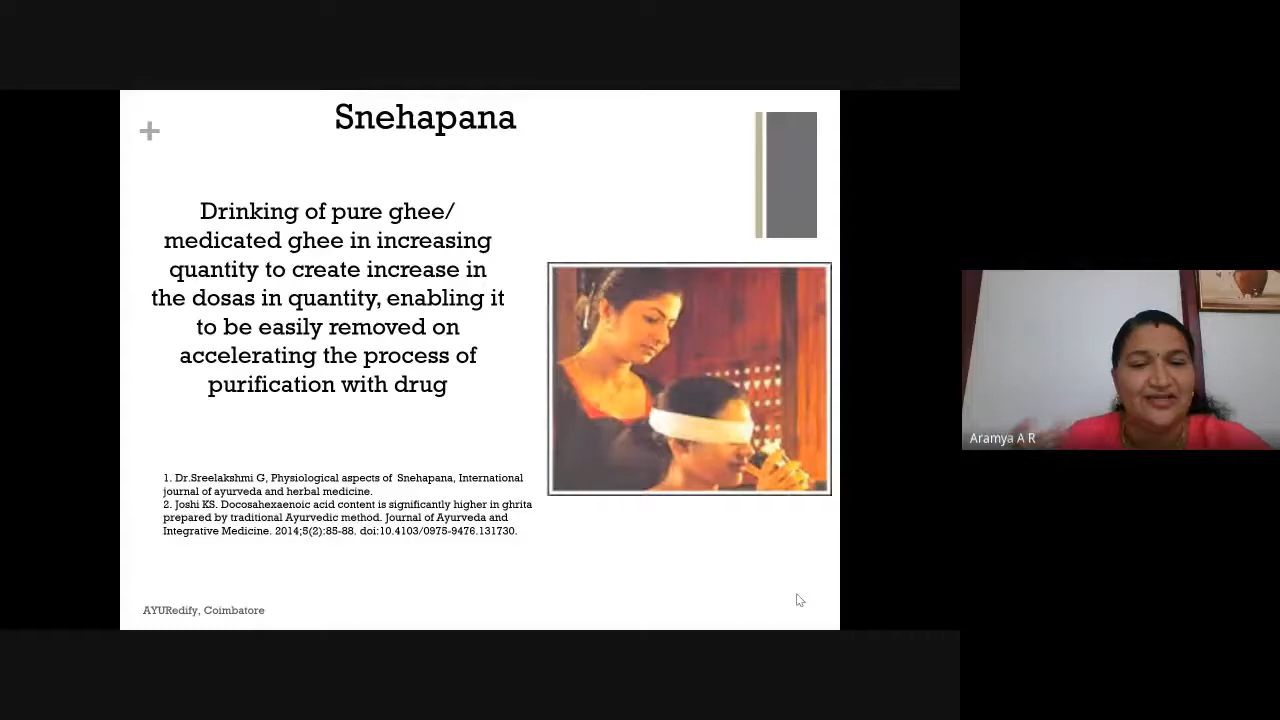 Snehapana
+
Drinking of pure ghee/
medicated ghee in increasing
quantity to create increase in
the dosas in quantity, enabling it
to be easily removed on
accelerating the process of
purification with drug
1. Dr.Sreelakshmi G, Physiological aspects of Snehapana, International
journal of ayurveda and herbal medicine.
2. Joshi KS. Docosahexaenoic acid content is significantly higher in ghrita
prepared by traditional Ayurvedic method. Journal of Ayurveda and
Integrative Medicine. 2014;5(2):85-88. doi:10.4103/0975-9476.131730.
AYURedify, Coimbatore
Aramya A R